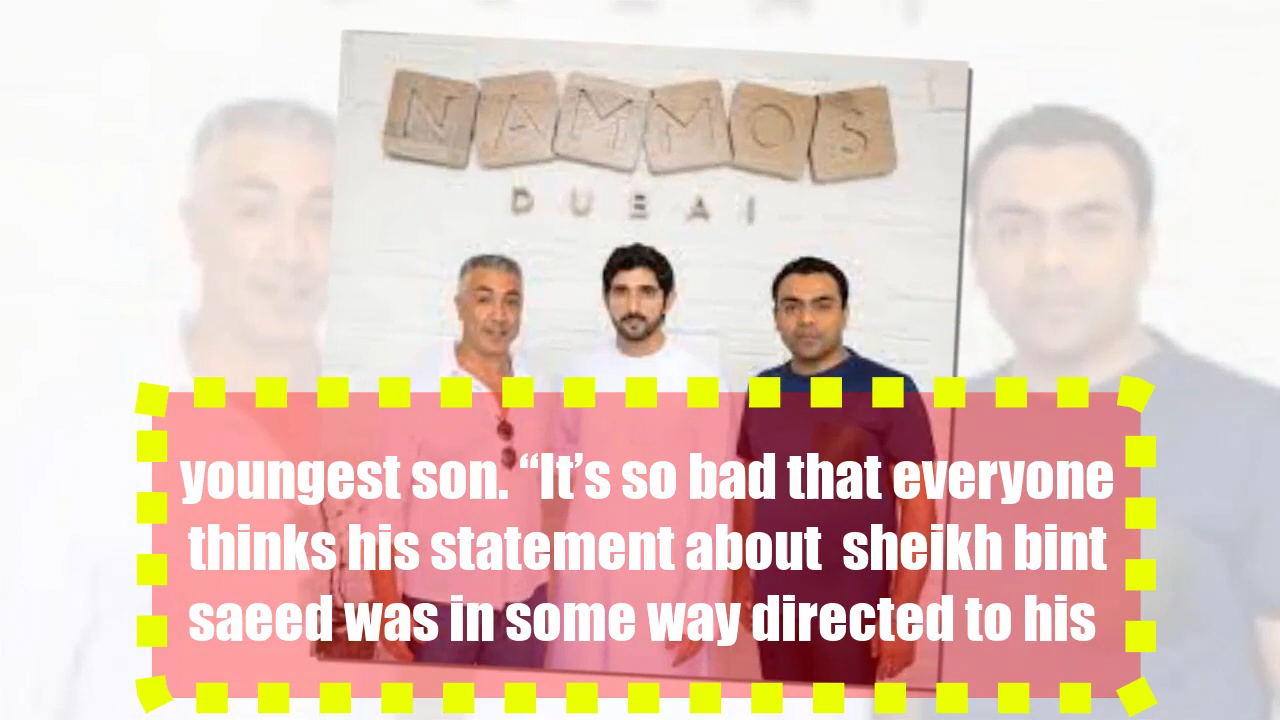 NAMMOS
DUBAI
youngest son. “It’s so bad that everyone
thinks his statement about  sheikh bint
saeed was in some way directed to his